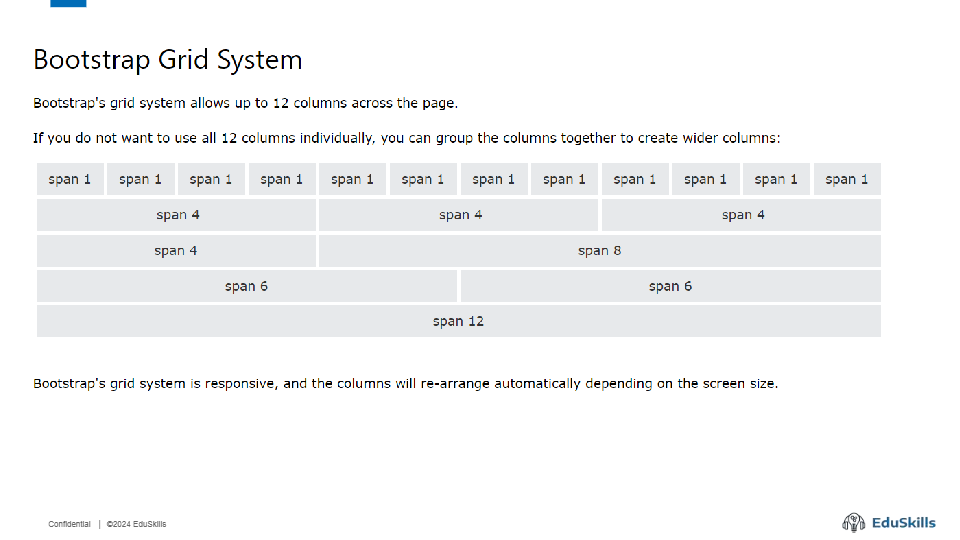 Bootstrap Grid System
Bootstrap's grid system allows up to 12 columns across the page.
If you do not want to use all 12 columns individually, you can group the columns together to create wider columns:
span 1 span 1 span 1 span 1 span 1 span 1 span 1 span 1 span 1 span 1 span 1 span 1
span 4 span 4 span 4
span 4 span 8
span 6 span 6
span 12
Bootstrap's grid system is responsive, and the columns will re-arrange automatically depending on the screen size.
Confidential | ©2024 EduSkills
EduSkills